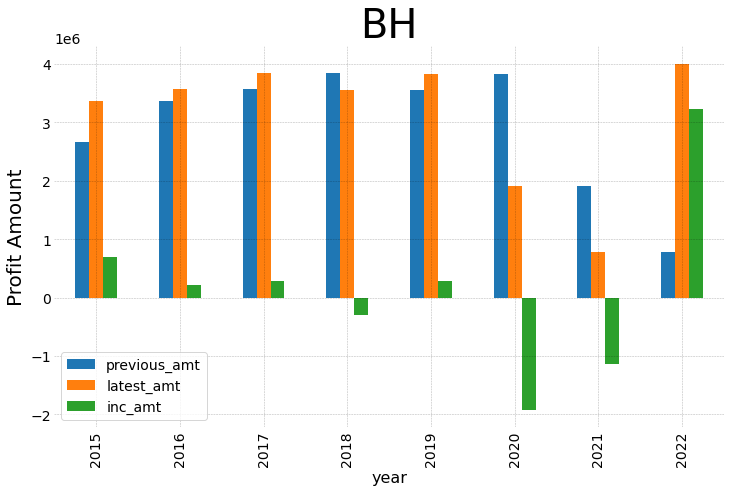 BH
1e6
4
3
2
1
0
−1
−2
Profit Amount
previous_amt
latest_amt
inc_amt
2015 2016 2017 2018 2019 2020 2021 2022
year